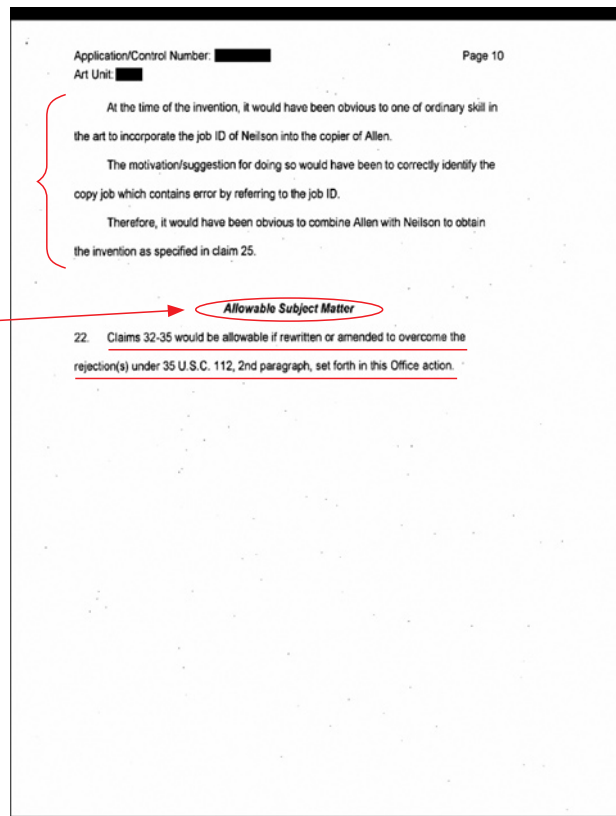 Application/Control Number: Page 10
Art Unit:
At the time of the invention, it would have been obvious to one of ordinary skill in
the art to incorporate the job ID of Neilson into the copier of Allen.
The motivation/suggestion for doing so would have been to correctly identify the
copy job which contains error by referring to the job ID.
Therefore, it would have been obvious to combine Allen with Neilson to obtain
the invention as specified in claim 25.
Allowable Subject Matter
22. Claims 32-35 would be allowable if rewritten or amended to overcome the
rejection(s) under 35 U.S.C. 112, 2nd paragraph, set forth in this Office action.